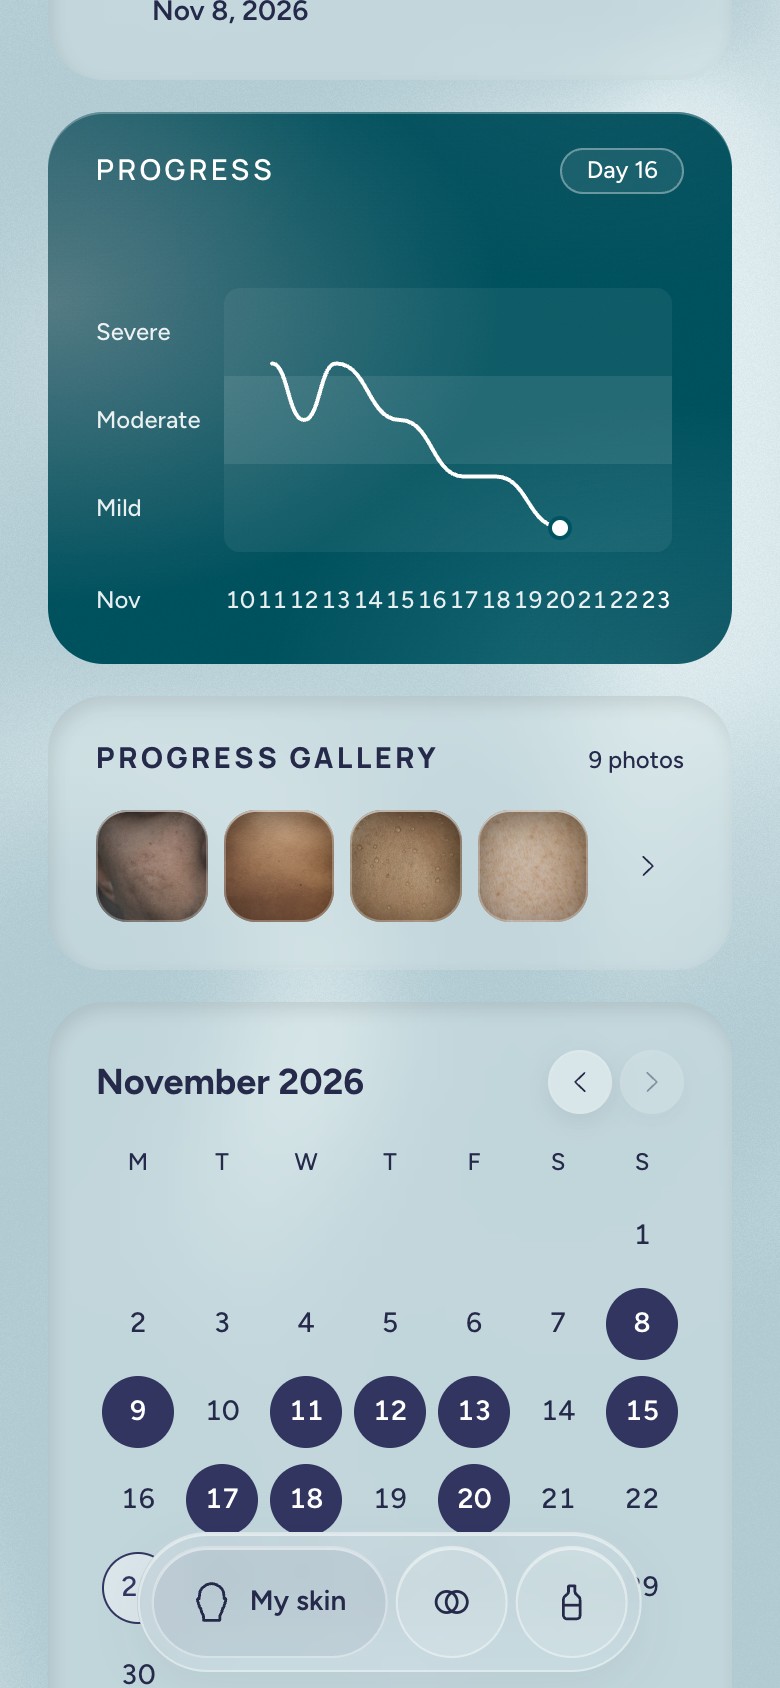 Nov 8, 2026
PROGRESS
Day 16
Severe
Moderate
Mild
Nov 10 11 12 13 14 15 16 17 18 19 20 21 22 23
PROGRESS GALLERY
9 photos
November 2026
M T W T F S S
1
2 3 4 5 6 7 8
9 10 11 12 13 14 15
16 17 18 19 20 21 22
My skin
30